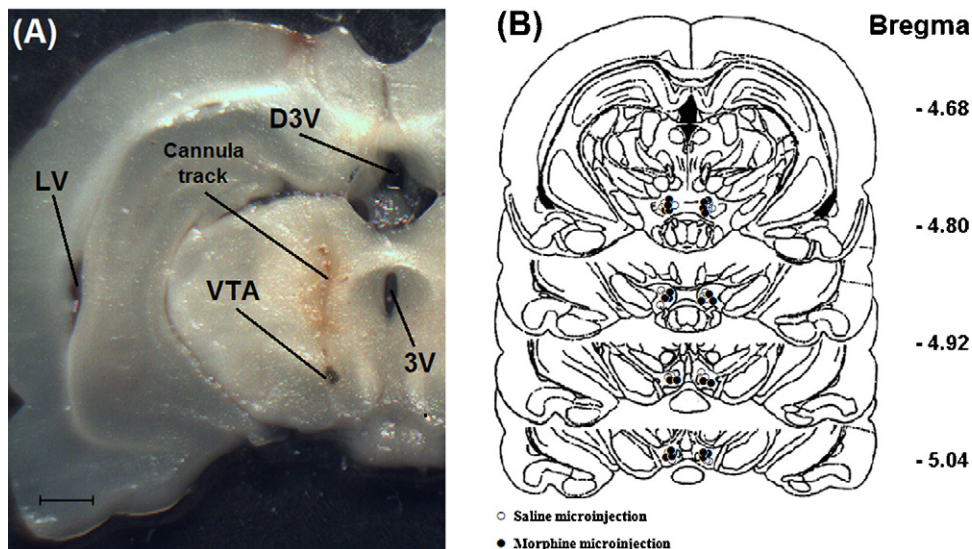 (A)
D3V
Cannula
track
LV
VTA
3V
(B)
Bregma
- 4.68
- 4.80
- 4.92
- 5.04
○ Saline microinjection
● Morphine microinjection